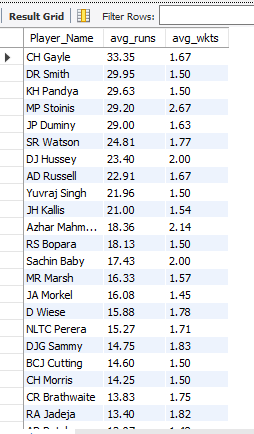 Result Grid Filter Rows:
Player_Name avg_runs avg_wkts
CH Gayle 33.35 1.67
DR Smith 29.95 1.50
KH Pandya 29.63 1.50
MP Stoinis 29.20 2.67
JP Duminy 29.00 1.63
SR Watson 24.81 1.77
DJ Hussey 23.40 2.00
AD Russell 22.91 1.67
Yuvraj Singh 21.96 1.50
JH Kallis 21.00 1.54
Azhar Mahm... 18.36 2.14
RS Bopara 18.13 1.50
Sachin Baby 17.43 2.00
MR Marsh 16.33 1.57
JA Morkel 16.08 1.45
D Wiese 15.88 1.78
NLTC Perera 15.27 1.71
DJG Sammy 14.75 1.83
BCJ Cutting 14.60 1.50
CH Morris 14.25 1.50
CR Brathwaite 13.83 1.75
RA Jadeja 13.40 1.82